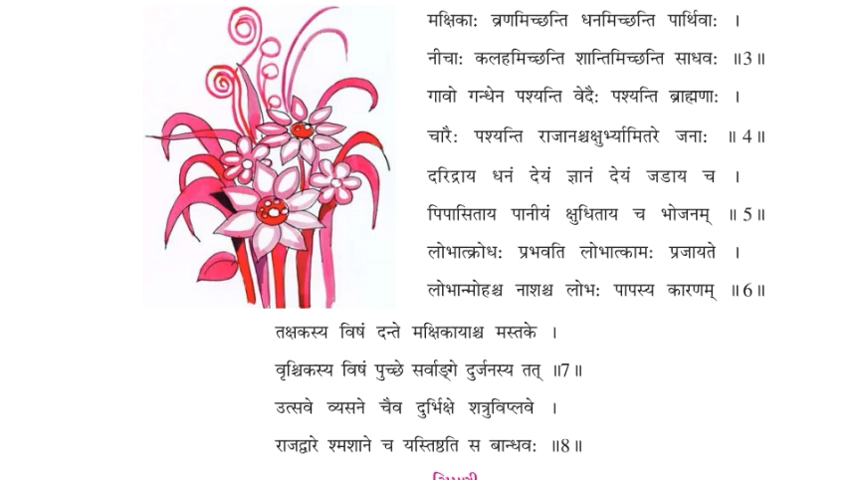 मक्षिका: व्रणमिच्छन्ति धनमिच्छन्ति पार्थिवा: ।
नीचा: कलहमिच्छन्ति शान्तिमिच्छन्ति साधव: ॥3॥
गावो गन्धेन पश्यन्ति वेदै: पश्यन्ति ब्राह्मणा: ।
चारै: पश्यन्ति राजानश्चक्षुर्भ्यामितरे जना: ॥ 4॥
दरिद्राय धनं देयं ज्ञानं देयं जडाय च ।
पिपासिताय पानीयं क्षुधिताय च भोजनम् ॥ 5॥
लोभात्क्रोध: प्रभवति लोभात्काम: प्रजायते ।
लोभान्मोहश्च नाशश्च लोभ: पापस्य कारणम् ॥6॥
तक्षकस्य विषं दन्ते मक्षिकायाश्च मस्तके ।
वृश्चिकस्य विषं पुच्छे सर्वाङ्गे दुर्जनस्य तत् ॥7॥
उत्सवे व्यसने चैव दुर्भिक्षे शत्रुविप्लवे ।
राजद्वारे श्मशाने च यस्तिष्ठति स बान्धव: ॥8॥